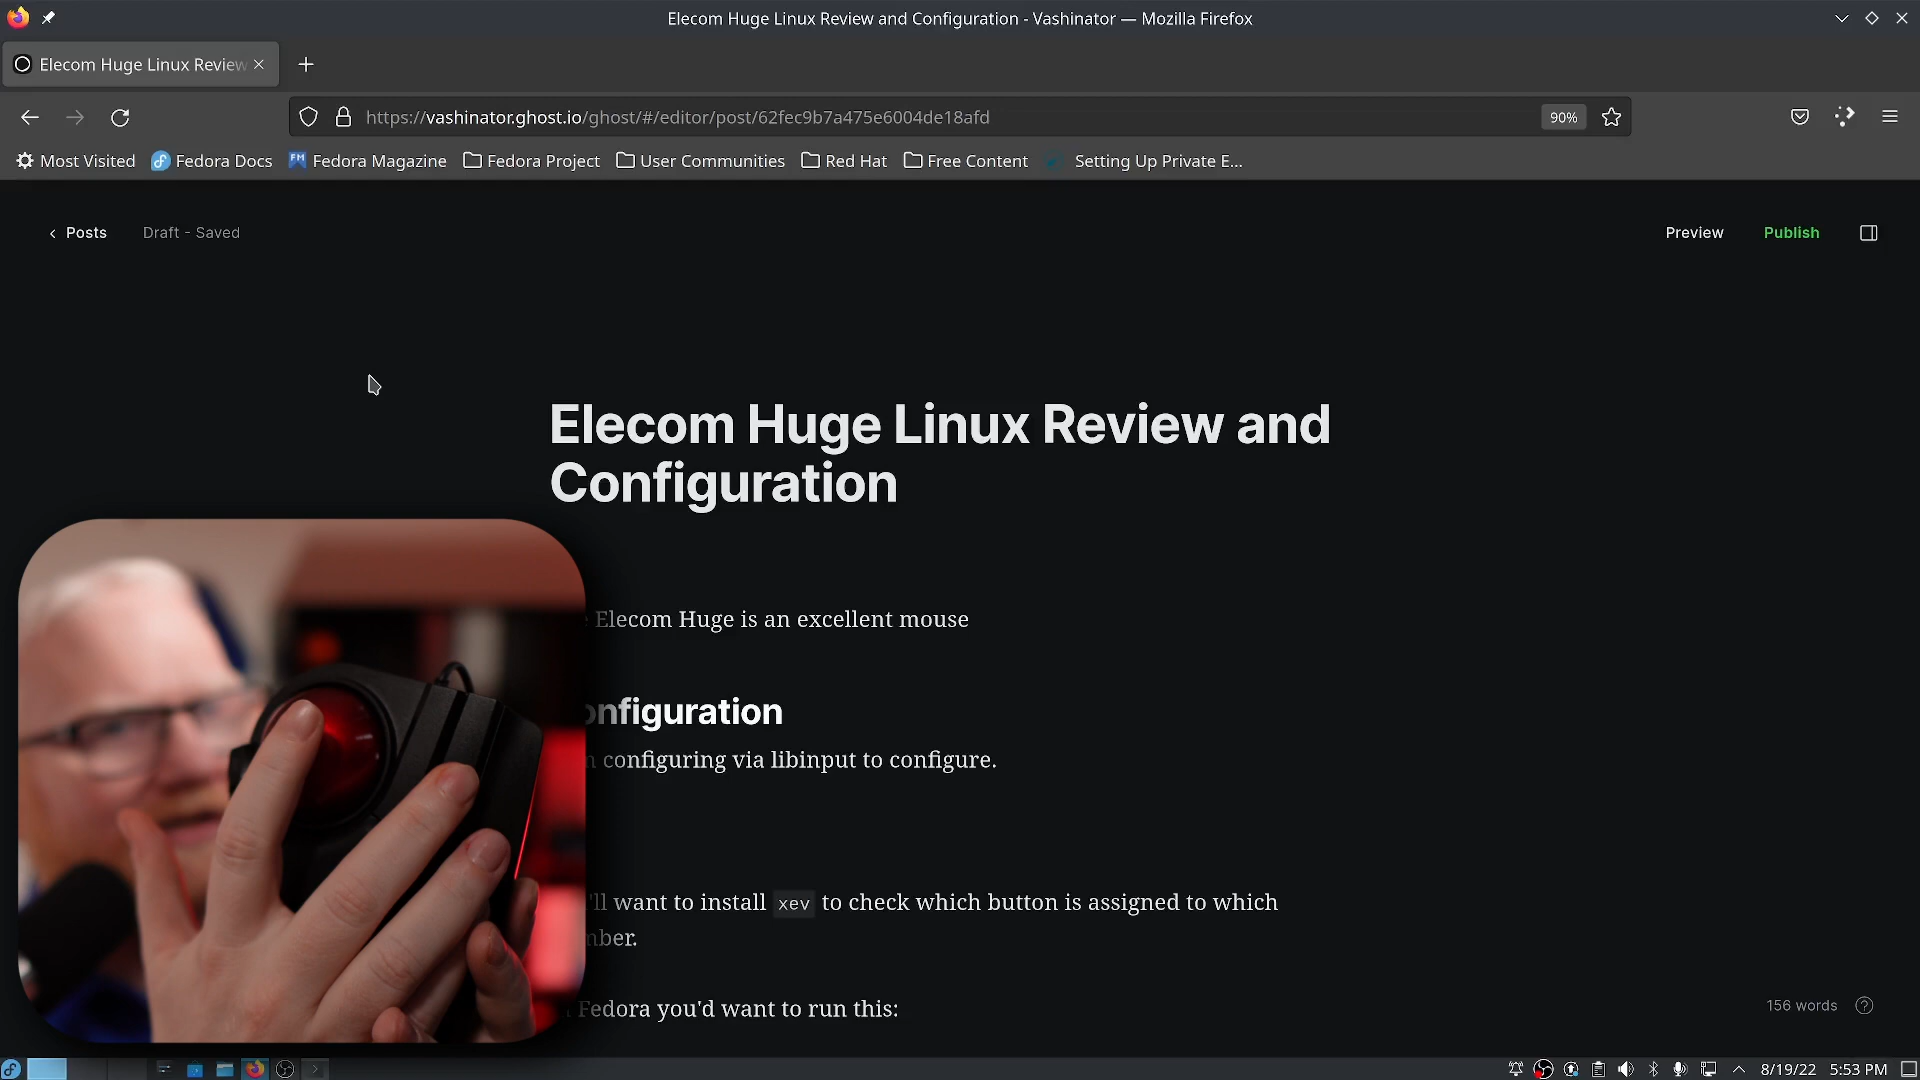 Elecom Huge Linux Review and Configuration - Vashinator — Mozilla Firefox
Elecom Huge Linux Review
https://vashinator.ghost.io/ghost/#/editor/post/62fec9b7a475e6004de18afd
90%
Most Visited
Fedora Docs
FM
Fedora Magazine
Fedora Project
User Communities
Red Hat
Free Content
Setting Up Private E...
Posts
Draft - Saved
Preview
Publish
Elecom Huge Linux Review and
Configuration
Elecom Huge is an excellent mouse
onfiguration
configuring via libinput to configure.
'll want to install xev to check which button is assigned to which
mber.
Fedora you'd want to run this:
156 words
8/19/22
5:53 PM